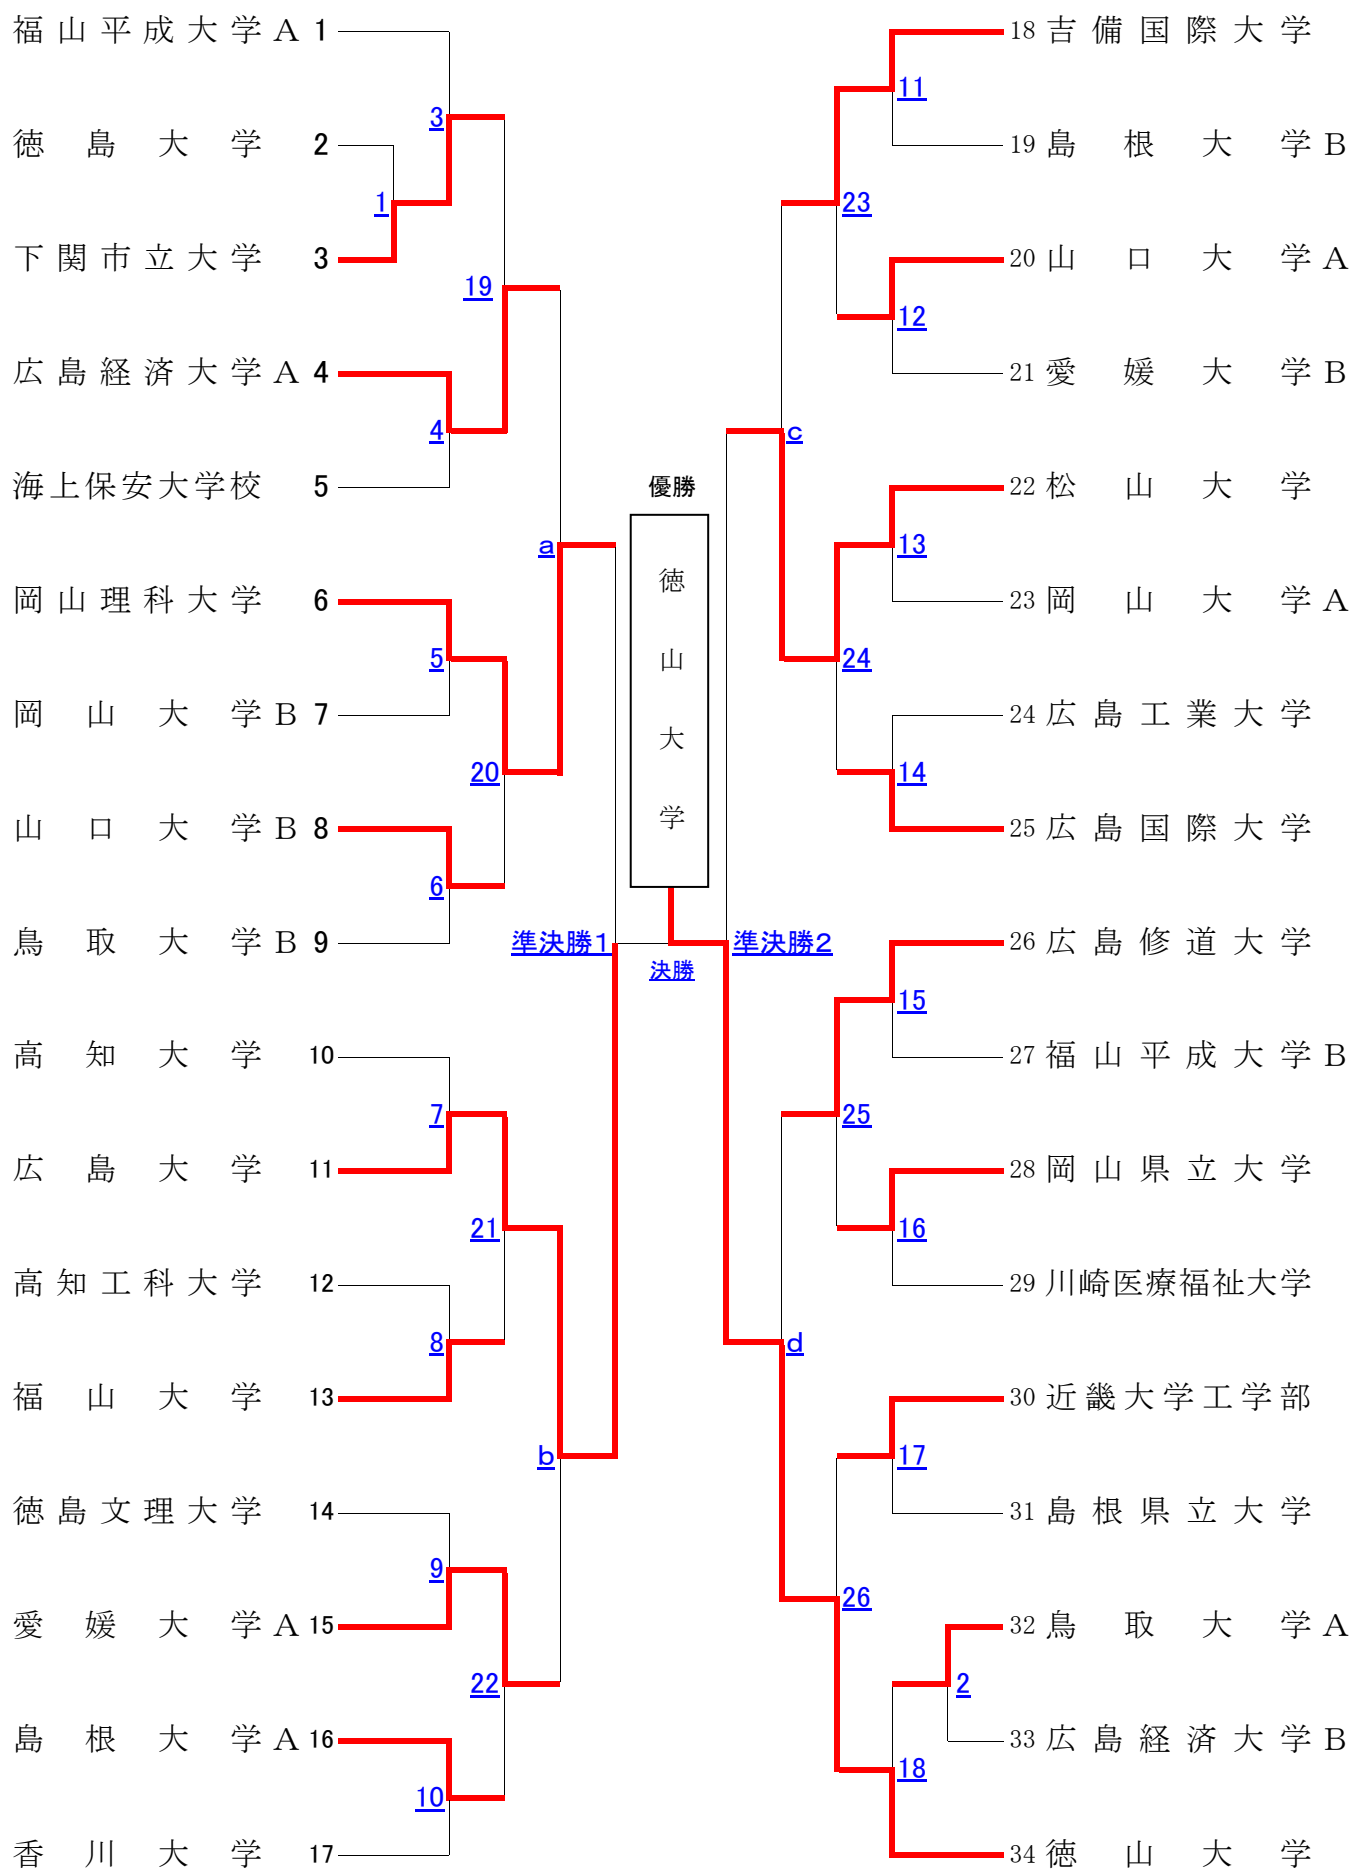 福山平成大学A 1
3
徳島大学 2
1
下関市立大学 3
19
広島経済大学A 4
4
海上保安大学校 5
a
岡山理科大学 6
5
岡山大学B 7
20
山口大学B 8
6
鳥取大学B 9
準決勝1
高知大学 10
7
広島大学 11
21
高知工科大学 12
8
福山大学 13
b
徳島文理大学 14
9
愛媛大学A 15
22
島根大学A 16
10
香川大学 17
優勝
徳山大学
決勝
18 吉備国際大学
11
19 島根大学B
23
20 山口大学A
12
21 愛媛大学B
c
22 松山大学
13
23 岡山大学A
24
24 広島工業大学
14
25 広島国際大学
準決勝2
26 広島修道大学
15
27 福山平成大学B
25
28 岡山県立大学
16
29 川崎医療福祉大学
d
30 近畿大学工学部
17
31 島根県立大学
26
32 鳥取大学A
2
33 広島経済大学B
18
34 徳山大学